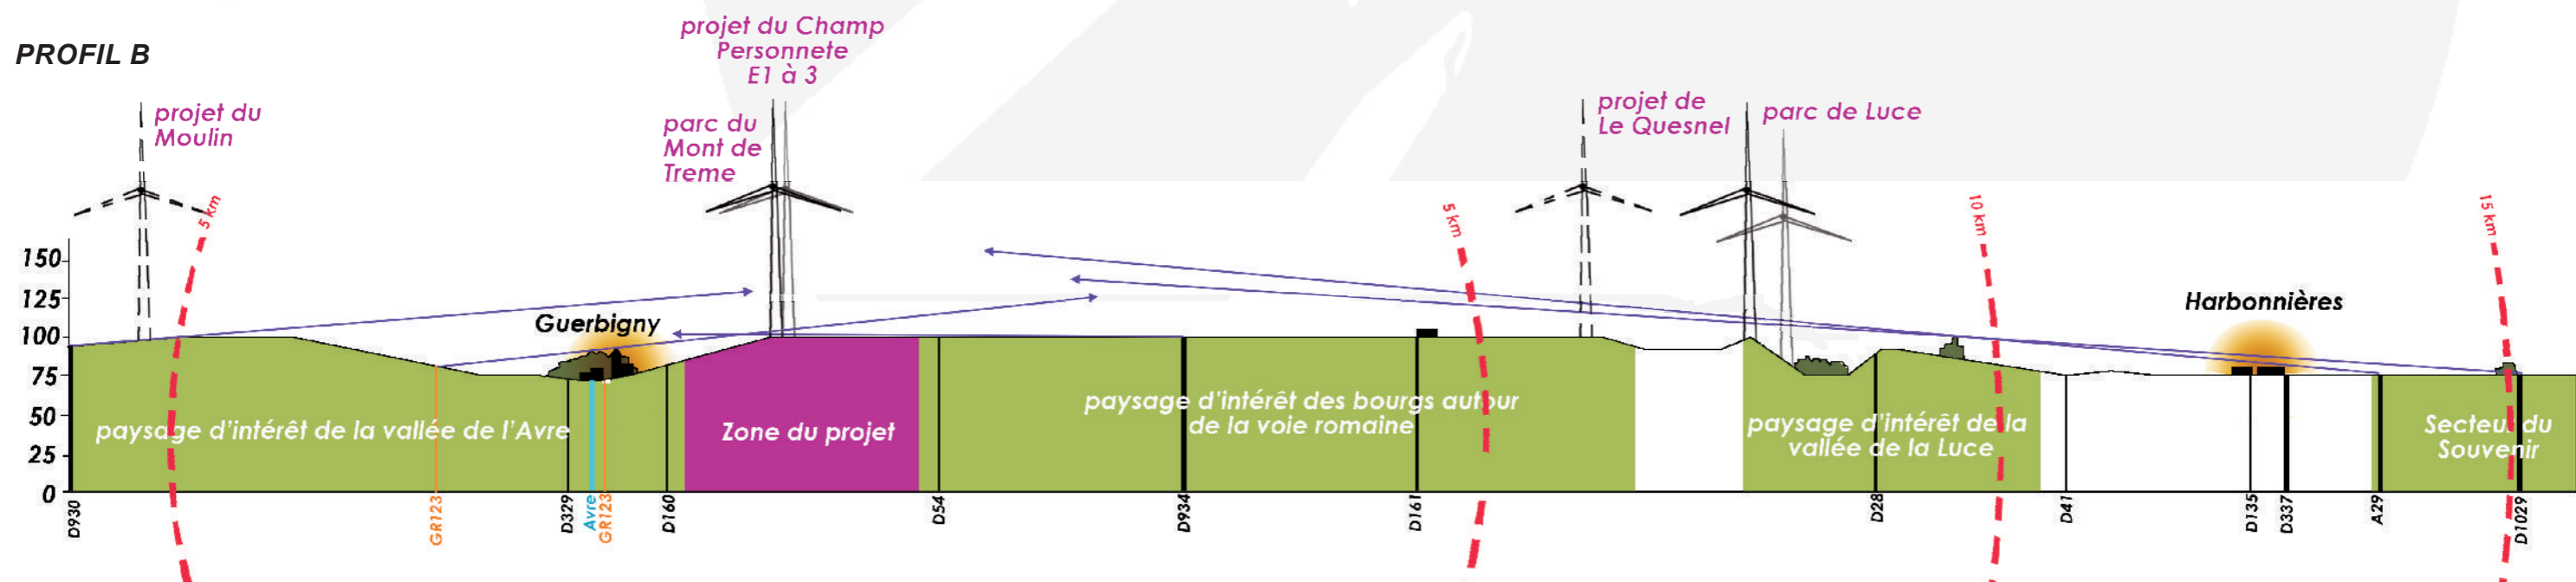 PROFIL B
projet du
Moulin
5 km
projet du Champ
Personnete
E1 à 3
parc du
Mont de
Treme
projet de
Le Quesnel
parc de Luce
5 km
10 km
15 km
Guerbigny
Harbonnières
150
125
100
75
50
25
0
paysage d'intérêt de la vallée de l'Avre
Zone du projet
paysage d'intérêt des bourgs autour
de la voie romaine
paysage d'intérêt de la
vallée de la Luce
Secteur du
Souvenir
D930
GR123
D329
Avre
GR123
D160
D54
D934
D161
D28
D41
D135
D337
A29
D1029